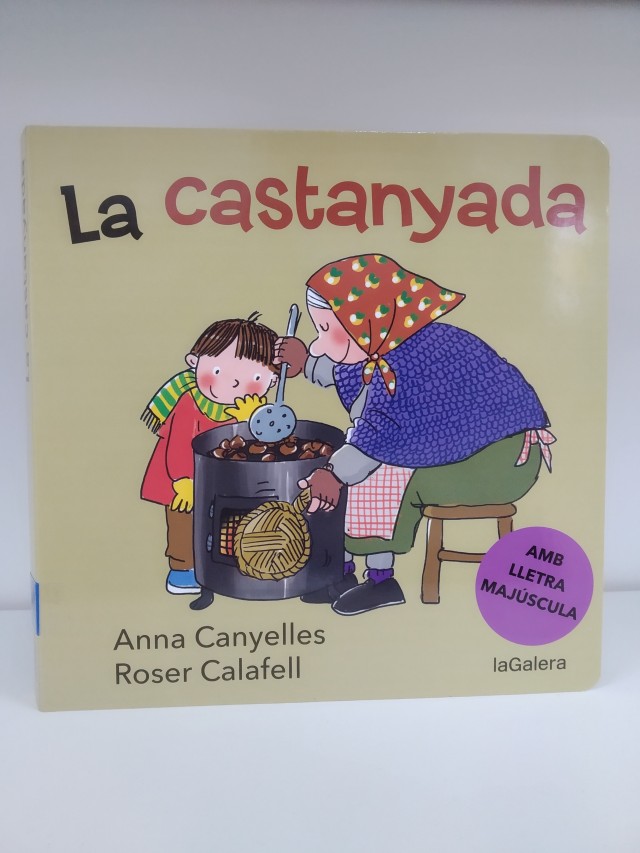 La castanyada
AMB
LLETRA
MAJÚSCULA
Anna Canyelles
Roser Calafell
laGalera